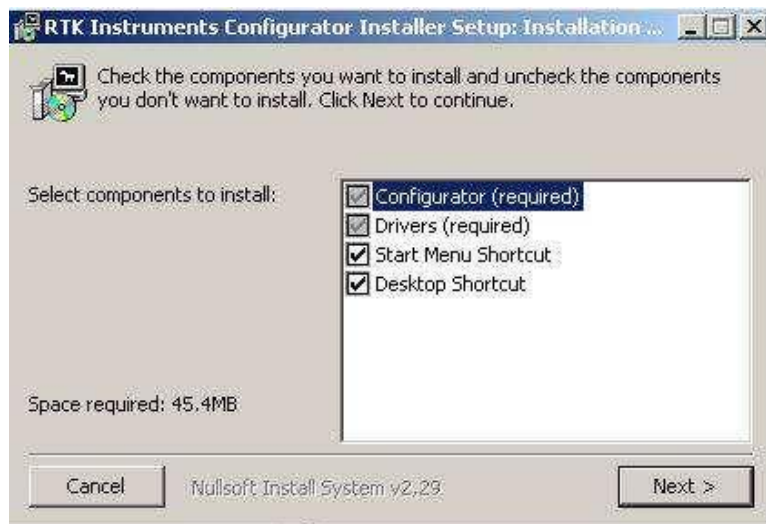 RTK Instruments Configurator Installer Setup: Installation ...
Check the components you want to install and uncheck the components
you don't want to install. Click Next to continue.
Select components to install:
Configurator (required)
Drivers (required)
Start Menu Shortcut
Desktop Shortcut
Space required: 45.4MB
Cancel
Nullsoft Install System v2.29
Next >